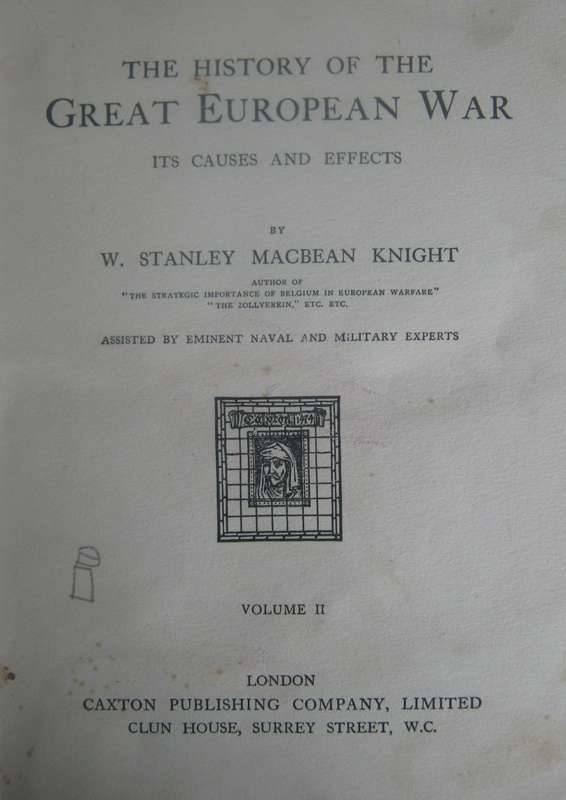 THE HISTORY OF THE
GREAT EUROPEAN WAR
ITS CAUSES AND EFFECTS
BY
W. STANLEY MACBEAN KNIGHT
AUTHOR OF
"THE STRATEGIC IMPORTANCE OF BELGIUM IN EUROPEAN WARFARE"
"THE ZOLLVEREIN," ETC. ETC.
ASSISTED BY EMINENT NAVAL AND MILITARY EXPERTS
VOLUME II
LONDON
CAXTON PUBLISHING COMPANY, LIMITED
CLUN HOUSE, SURREY STREET, W.C.